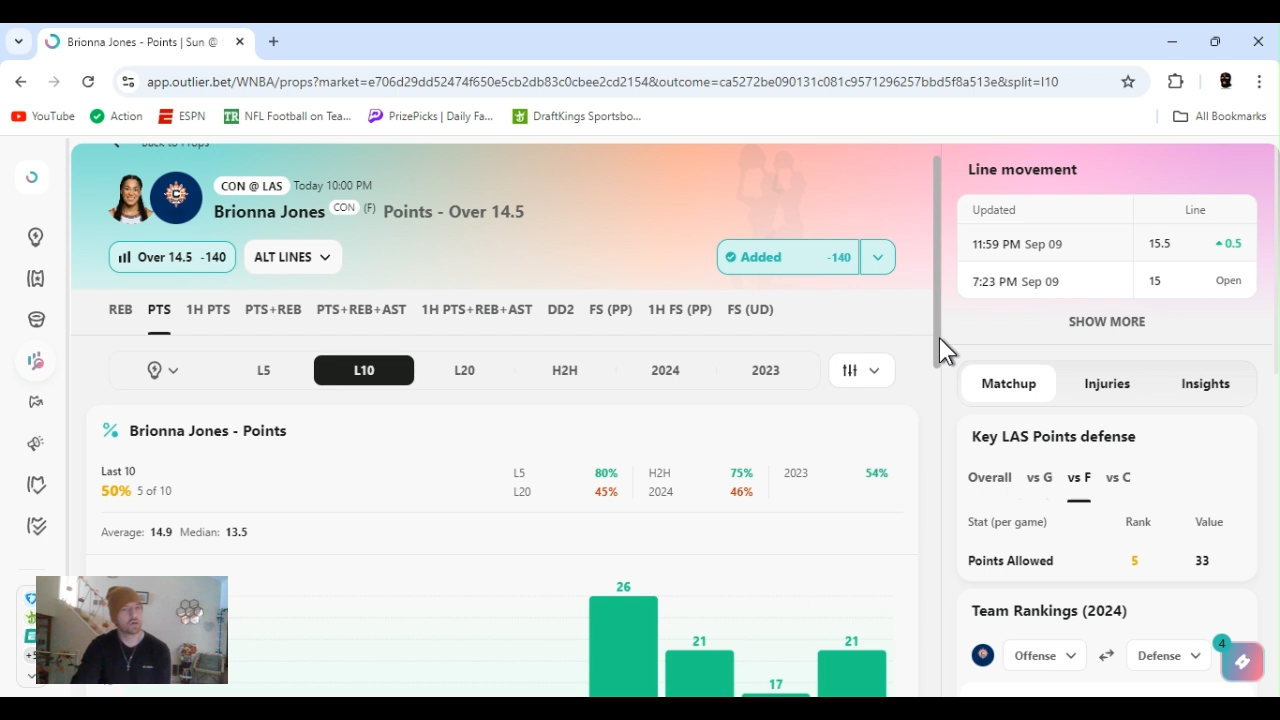 Brionna Jones - Points | Sun @
app.outlier.bet/WNBA/props?market=e706d29dd52474f650e5cb2db83c0cbee2cd2154&outcome=ca5272be090131c081c9571296257bbd5f8a513e&split=l10
YouTube Action ESPN NFL Football on Tea... PrizePicks | Daily Fa... DraftKings Sportsbo... All Bookmarks
Back to Props
CON @ LAS Today 10:00 PM
Brionna Jones CON (F) Points - Over 14.5
Over 14.5 -140 ALT LINES Added -140
REB PTS 1H PTS PTS+REB PTS+REB+AST 1H PTS+REB+AST DD2 FS (PP) 1H FS (PP) FS (UD)
L5 L10 L20 H2H 2024 2023
% Brionna Jones - Points
Last 10
50% 5 of 10
L5 80% H2H 75% 2023 54%
L20 45% 2024 46%
Average: 14.9 Median: 13.5
26
21
17
21
Line movement
Updated Line
11:59 PM Sep 09 15.5 0.5
7:23 PM Sep 09 15 Open
SHOW MORE
Matchup Injuries Insights
Key LAS Points defense
Overall vs G vs F vs C
Stat (per game) Rank Value
Points Allowed 5 33
Team Rankings (2024)
Offense Defense
4